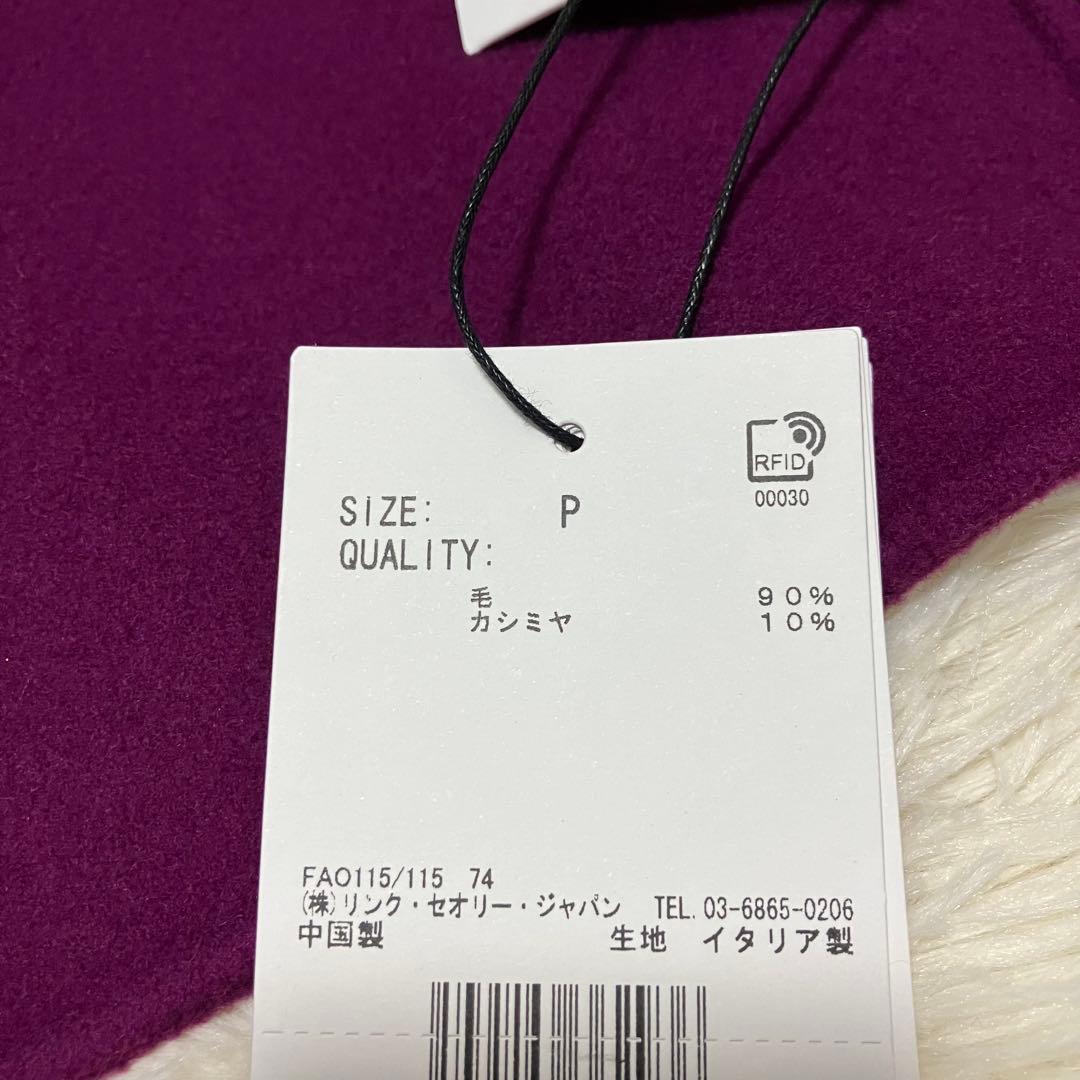 RFID
00030
SIZE: P
QUALITY:
毛 90%
カシミヤ 10%
FAO115/115 74
(株)リンク・セオリー・ジャパン TEL. 03-6865-0206
中国製 生地 イタリア製